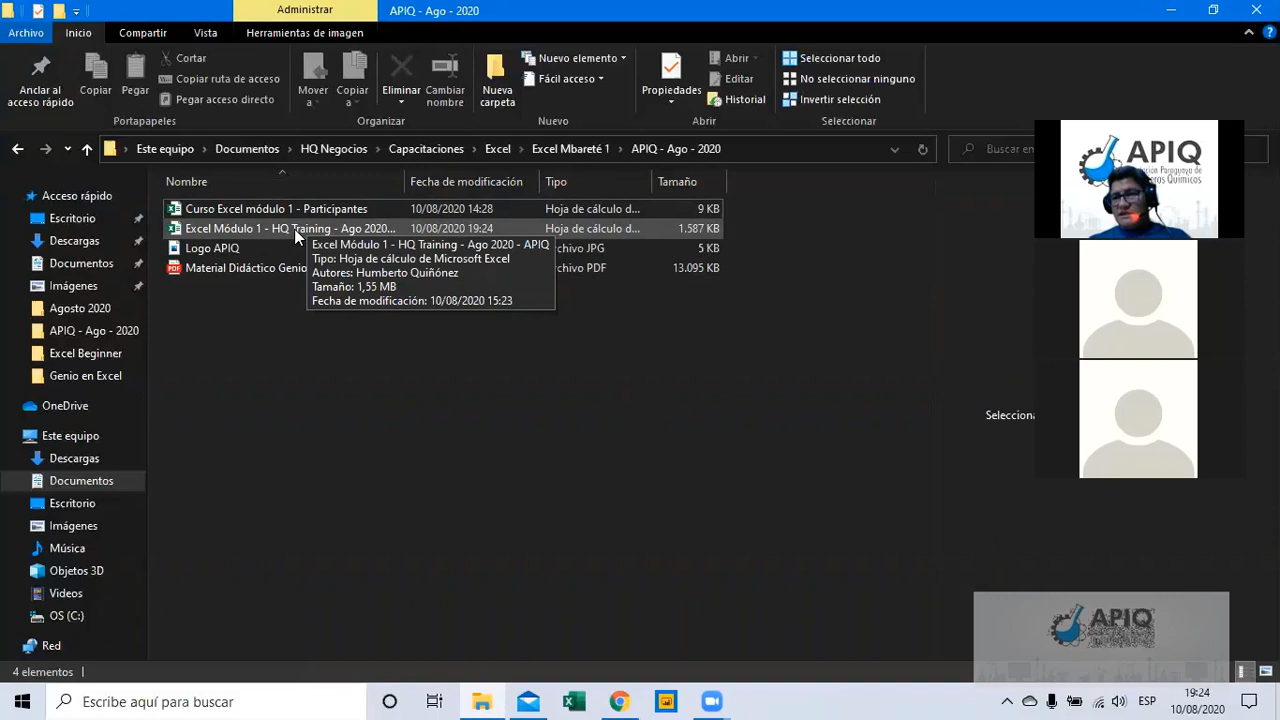 Administrar
APIQ - Ago - 2020
Archivo Inicio Compartir Vista Herramientas de imagen
Anclar al acceso rápido
Copiar
Pegar
Cortar
Copiar ruta de acceso
Pegar acceso directo
Portapapeles
Mover a
Copiar a
Eliminar
Cambiar nombre
Organizar
Nueva carpeta
Nuevo elemento
Fácil acceso
Nuevo
Propiedades
Abrir
Editar
Historial
Abrir
Seleccionar todo
No seleccionar ninguno
Invertir selección
Seleccionar
Este equipo > Documentos > HQ Negocios > Capacitaciones > Excel > Excel Mbareté 1 > APIQ - Ago - 2020
Buscar en
Nombre Fecha de modificación Tipo Tamaño
Curso Excel módulo 1 - Participantes 10/08/2020 14:28 Hoja de cálculo d... 9 KB
Excel Módulo 1 - HQ Training - Ago 2020... 10/08/2020 19:24 Hoja de cálculo d... 1.587 KB
Logo APIQ chivo JPG 5 KB
Material Didáctico Genio chivo PDF 13.095 KB
Excel Módulo 1 - HQ Training - Ago 2020 - APIQ
Tipo: Hoja de cálculo de Microsoft Excel
Autores: Humberto Quiñónez
Tamaño: 1,55 MB
Fecha de modificación: 10/08/2020 15:23
Acceso rápido
Escritorio
Descargas
Documentos
Imágenes
Agosto 2020
APIQ - Ago - 2020
Excel Beginner
Genio en Excel
OneDrive
Este equipo
Descargas
Documentos
Escritorio
Imágenes
Música
Objetos 3D
Videos
OS (C:)
Red
Selecciona
APIQ
Químicos
APIQ
4 elementos
Escribe aquí para buscar
ESP
19:24
10/08/2020